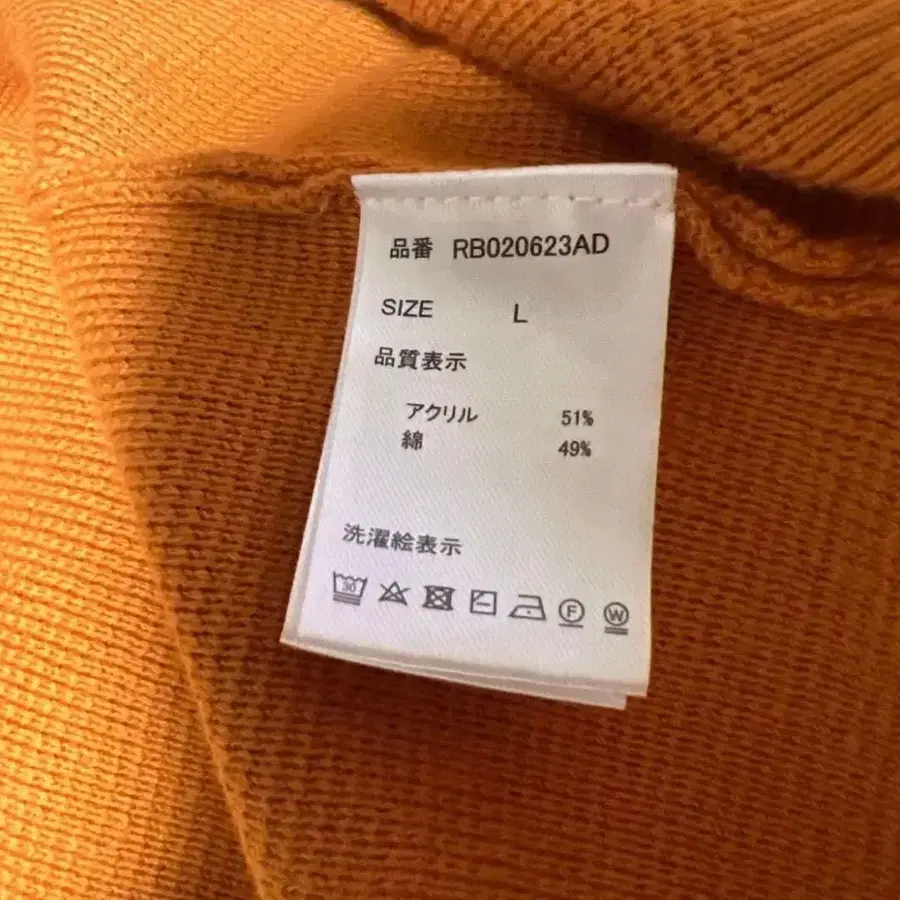 品番 RB020623AD
SIZE L
品質表示
アクリル 51%
綿 49%
洗濯絵表示
30 F W